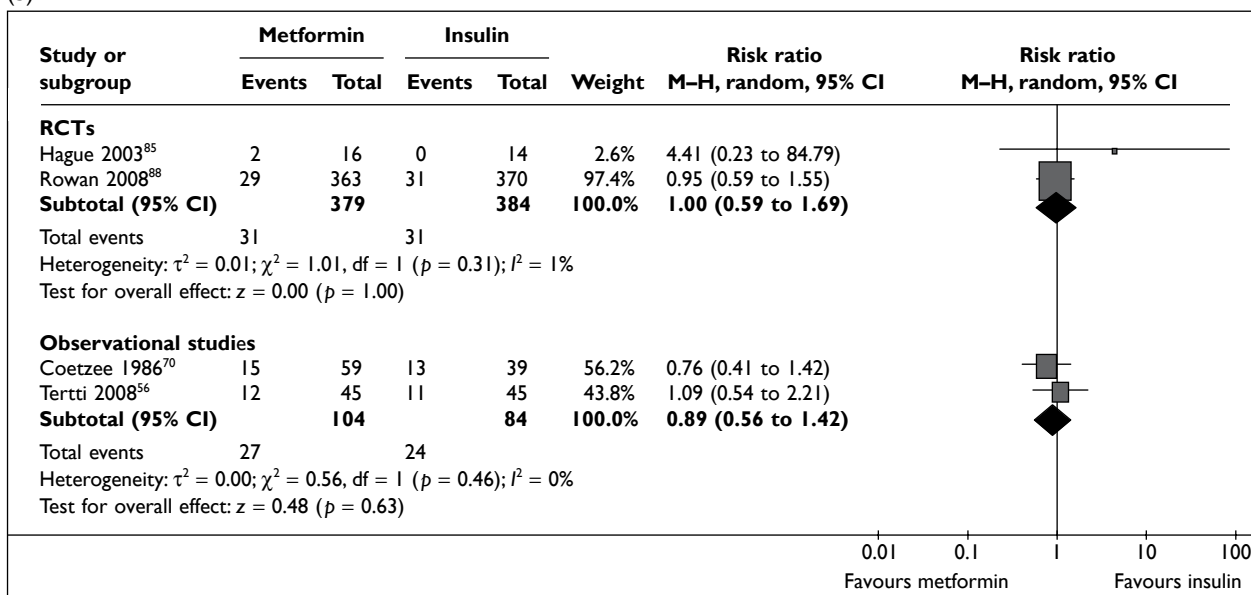 Metformin Insulin
Study or subgroup Events Total Events Total Weight Risk ratio M–H, random, 95% CI Risk ratio M–H, random, 95% CI
RCTs
Hague 2003⁸⁵ 2 16 0 14 2.6% 4.41 (0.23 to 84.79)
Rowan 2008⁸⁸ 29 363 31 370 97.4% 0.95 (0.59 to 1.55)
Subtotal (95% CI) 379 384 100.0% 1.00 (0.59 to 1.69)
Total events 31 31
Heterogeneity: τ² = 0.01; χ² = 1.01, df = 1 (p = 0.31); I² = 1%
Test for overall effect: z = 0.00 (p = 1.00)
Observational studies
Coetzee 1986⁷⁰ 15 59 13 39 56.2% 0.76 (0.41 to 1.42)
Tertti 2008⁵⁶ 12 45 11 45 43.8% 1.09 (0.54 to 2.21)
Subtotal (95% CI) 104 84 100.0% 0.89 (0.56 to 1.42)
Total events 27 24
Heterogeneity: τ² = 0.00; χ² = 0.56, df = 1 (p = 0.46); I² = 0%
Test for overall effect: z = 0.48 (p = 0.63)
0.01 0.1 1 10 100
Favours metformin Favours insulin